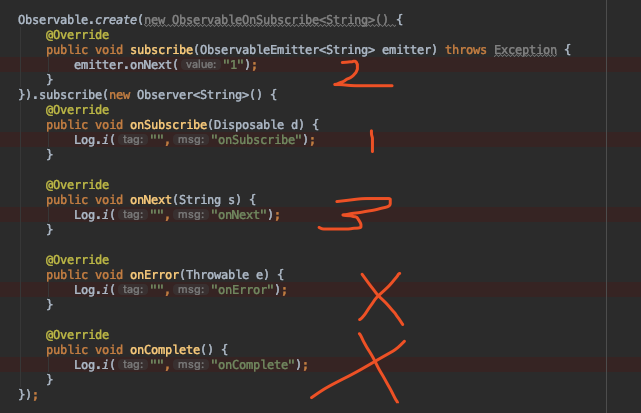 Observable.create(new ObservableOnSubscribe<String>() {
@Override
public void subscribe(ObservableEmitter<String> emitter) throws Exception {
emitter.onNext( value: "1"); 2
}
}).subscribe(new Observer<String>() {
@Override
public void onSubscribe(Disposable d) {
Log.i( tag: "", msg: "onSubscribe"); 1
}
@Override
public void onNext(String s) {
Log.i( tag: "", msg: "onNext"); 3
}
@Override
public void onError(Throwable e) {
Log.i( tag: "", msg: "onError"); X
}
@Override
public void onComplete() {
Log.i( tag: "", msg: "onComplete"); X
}
});